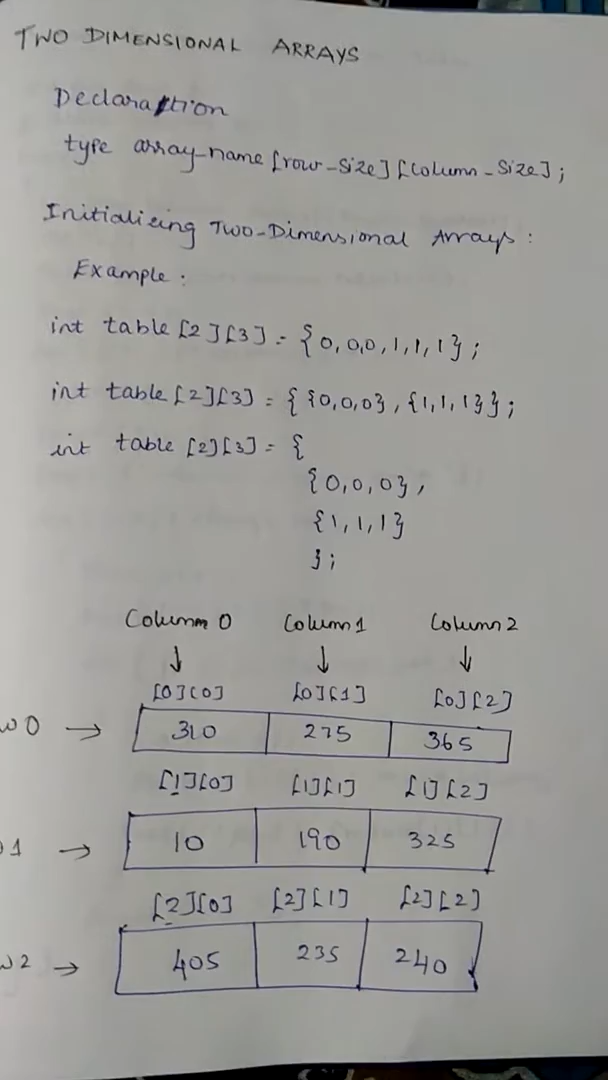 TWO DIMENSIONAL ARRAYS
Declaration
type array-name [row-size] [column-size];
Initializing Two-Dimensional Arrays:
Example:
int table [2][3] = {0,0,0,1,1,1};
int table [2][3] = { {0,0,0}, {1,1,1}};
int table [2][3] = {
{0,0,0},
{1,1,1}
};
Column 0 Column 1 Column 2
[0][0] [0][1] [0][2]
w 0 → 310 275 365
[1][0] [1][1] [1][2]
1 → 10 190 325
[2][0] [2][1] [2][2]
w 2 → 405 235 240